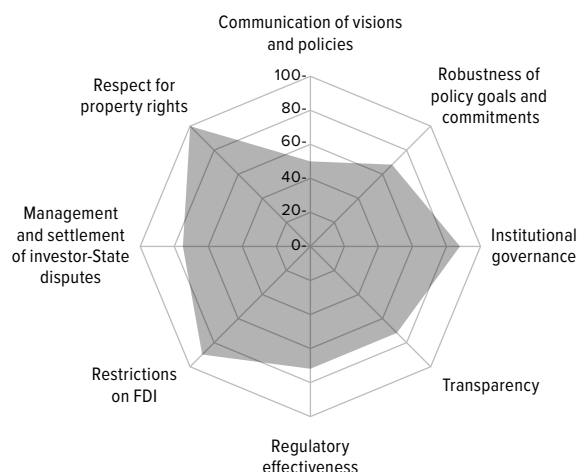 Communication of visions
and policies
Robustness of
policy goals and
commitments
Institutional
governance
Transparency
Regulatory
effectiveness
Restrictions
on FDI
Management
and settlement
of investor-State
disputes
Respect for
property rights
100-
80-
60-
40-
20-
0-